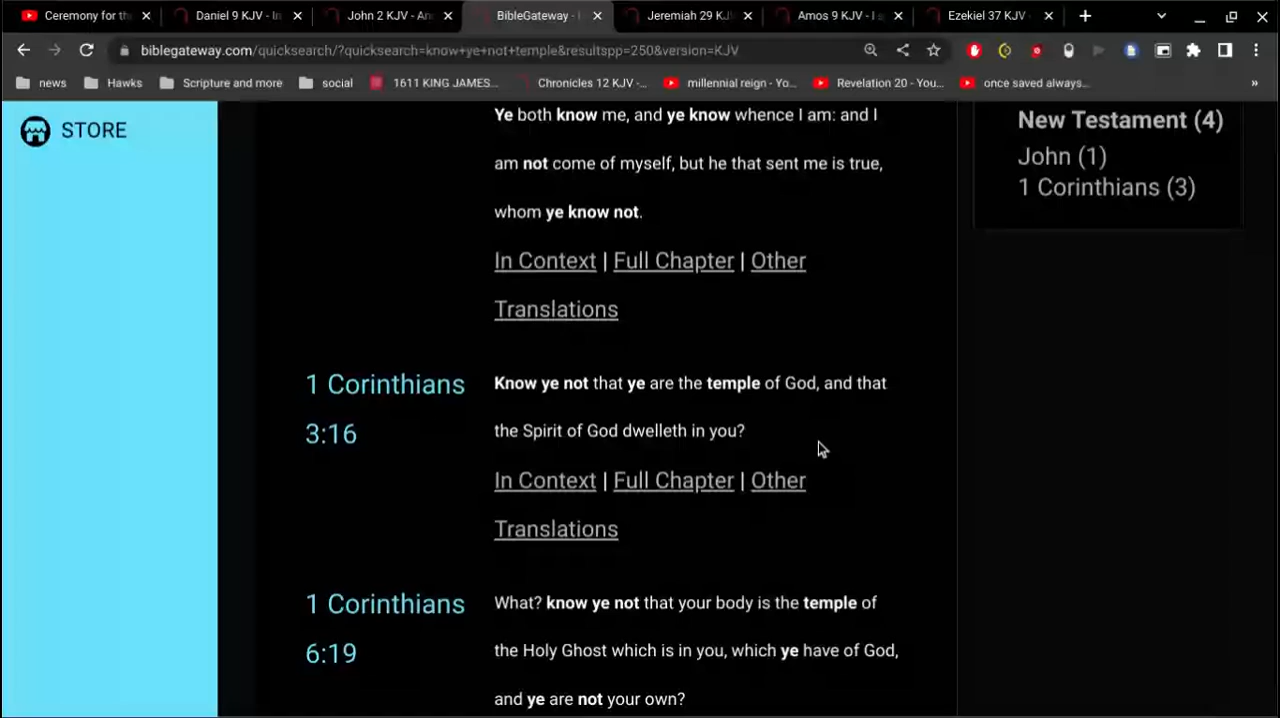 Ceremony for th
Daniel 9 KJV - I
John 2 KJV - An
BibleGateway -
Jeremiah 29 KJV
Amos 9 KJV - I
Ezekiel 37 KJV
biblegateway.com/quicksearch/?quicksearch=know+ye+not+temple&resultspp=250&version=KJV
news
Hawks
Scripture and more
social
1611 KING JAMES...
Chronicles 12 KJV -...
millennial reign - Yo...
Revelation 20 - You...
once saved always...
»
STORE
Ye both know me, and ye know whence I am: and I
am not come of myself, but he that sent me is true,
whom ye know not.
In Context | Full Chapter | Other
Translations
New Testament (4)
John (1)
1 Corinthians (3)
1 Corinthians
3:16
Know ye not that ye are the temple of God, and that
the Spirit of God dwelleth in you?
In Context | Full Chapter | Other
Translations
1 Corinthians
6:19
What? know ye not that your body is the temple of
the Holy Ghost which is in you, which ye have of God,
and ye are not your own?